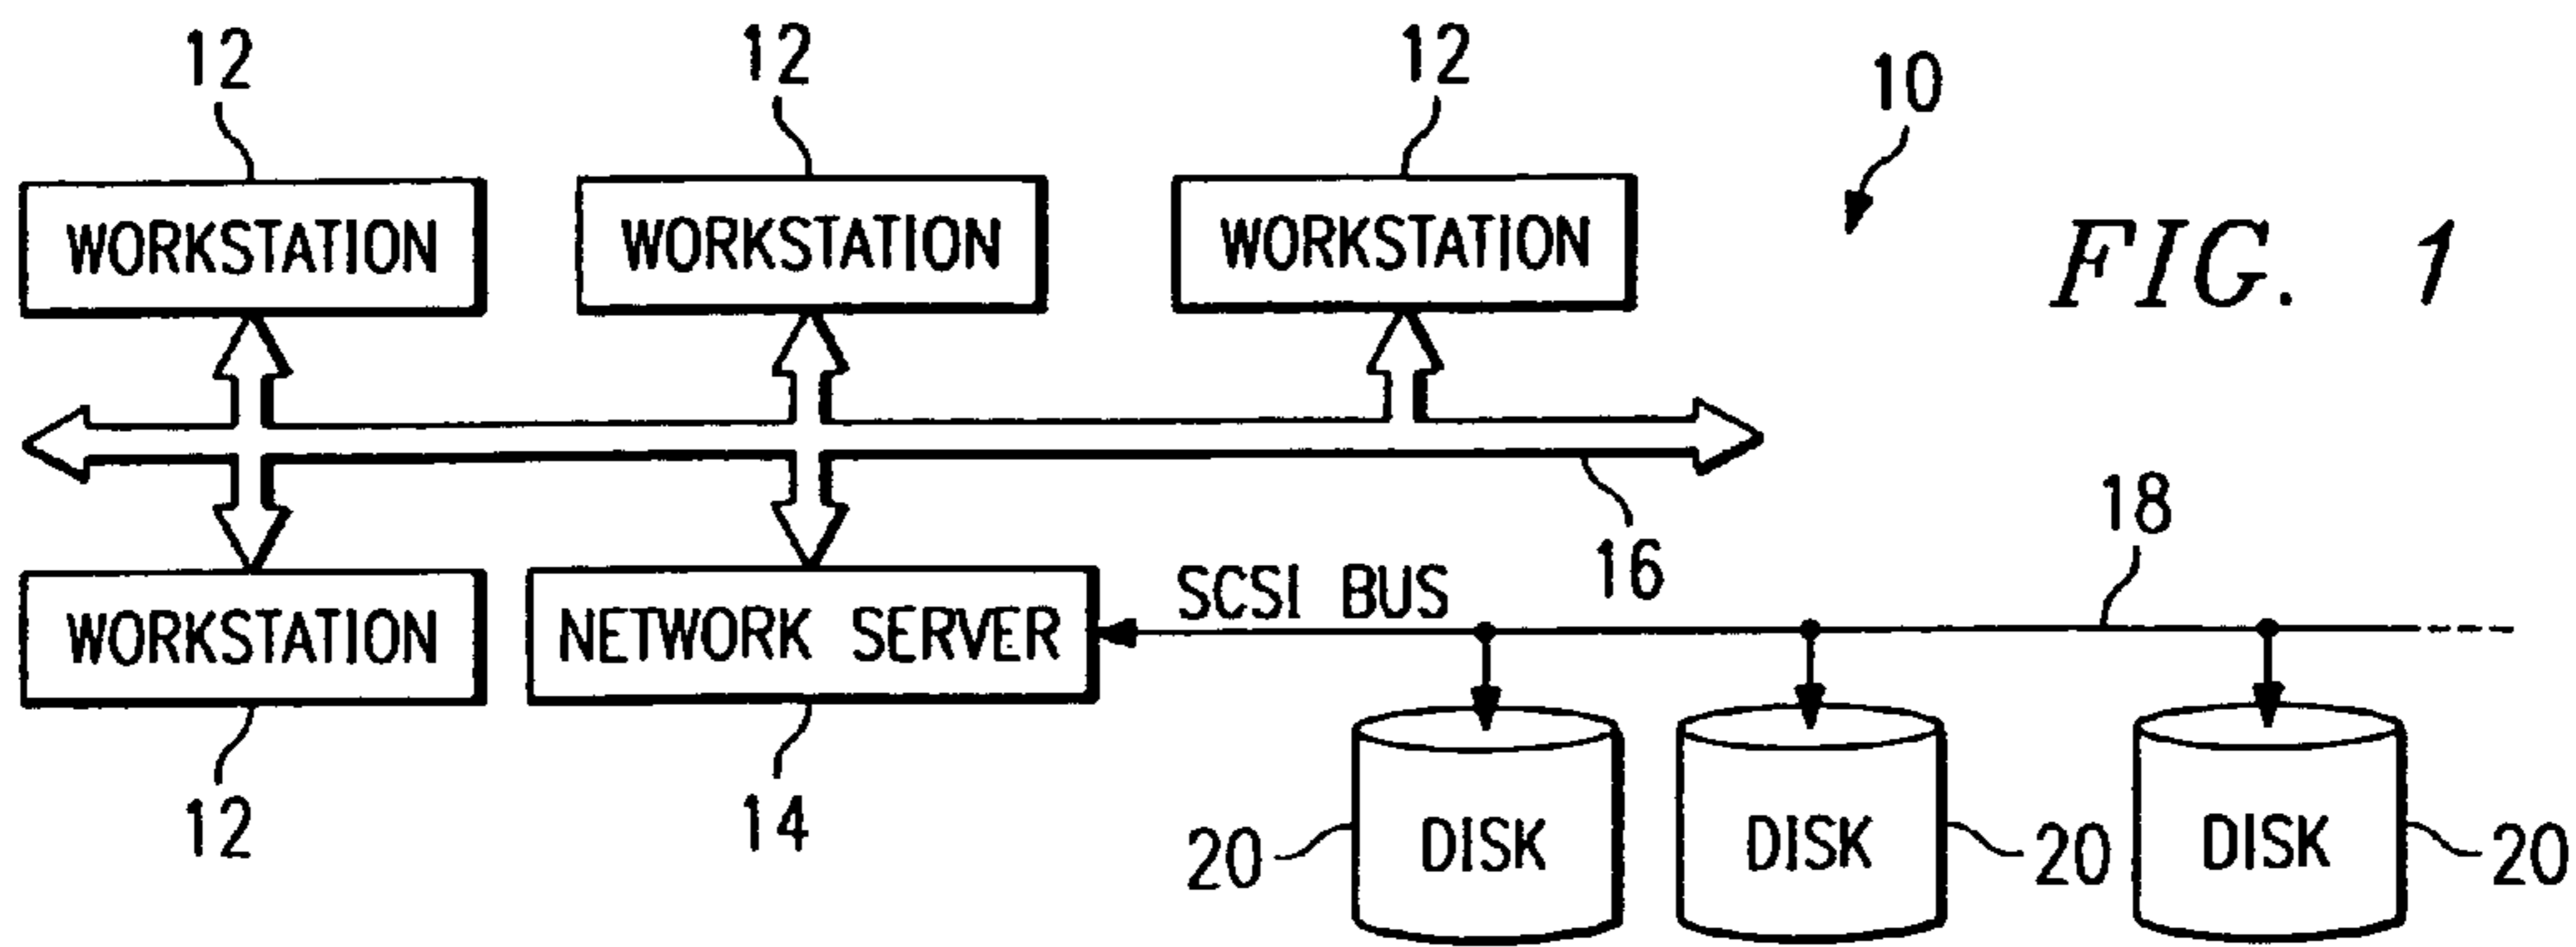 12
12
12
10
WORKSTATION
WORKSTATION
WORKSTATION
FIG. 1
16
18
SCSI BUS
WORKSTATION
NETWORK SERVER
12
14
20
DISK
DISK
20
DISK
20